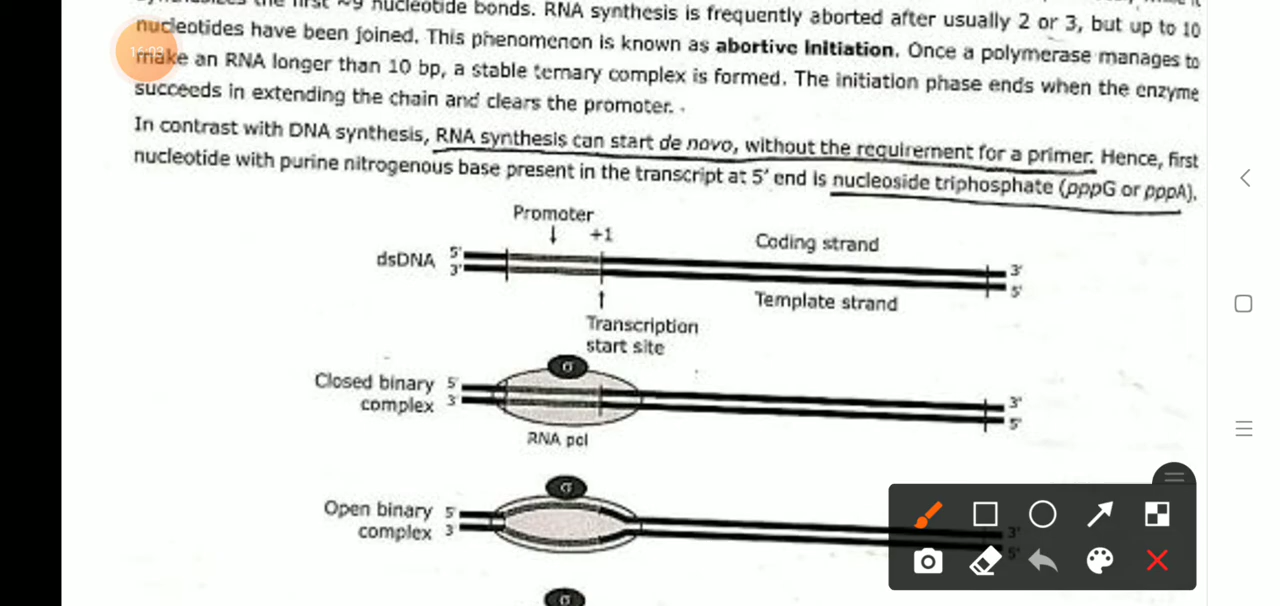 the first ~9 nucleotide bonds. RNA synthesis is frequently aborted after usually 2 or 3, but up to 10
nucleotides have been joined. This phenomenon is known as abortive initiation. Once a polymerase manages to
make an RNA longer than 10 bp, a stable ternary complex is formed. The initiation phase ends when the enzyme
succeeds in extending the chain and clears the promoter.
In contrast with DNA synthesis, RNA synthesis can start de novo, without the requirement for a primer. Hence, first
nucleotide with purine nitrogenous base present in the transcript at 5' end is nucleoside triphosphate (pppG or pppA).
Promoter
↓ +1
Coding strand
dsDNA 5' 3'
3' 5'
↑
Template strand
Transcription
start site
σ
Closed binary 5' 3'
complex 3' 5'
RNA pol
σ
Open binary 5' 3'
complex 3 5'
σ